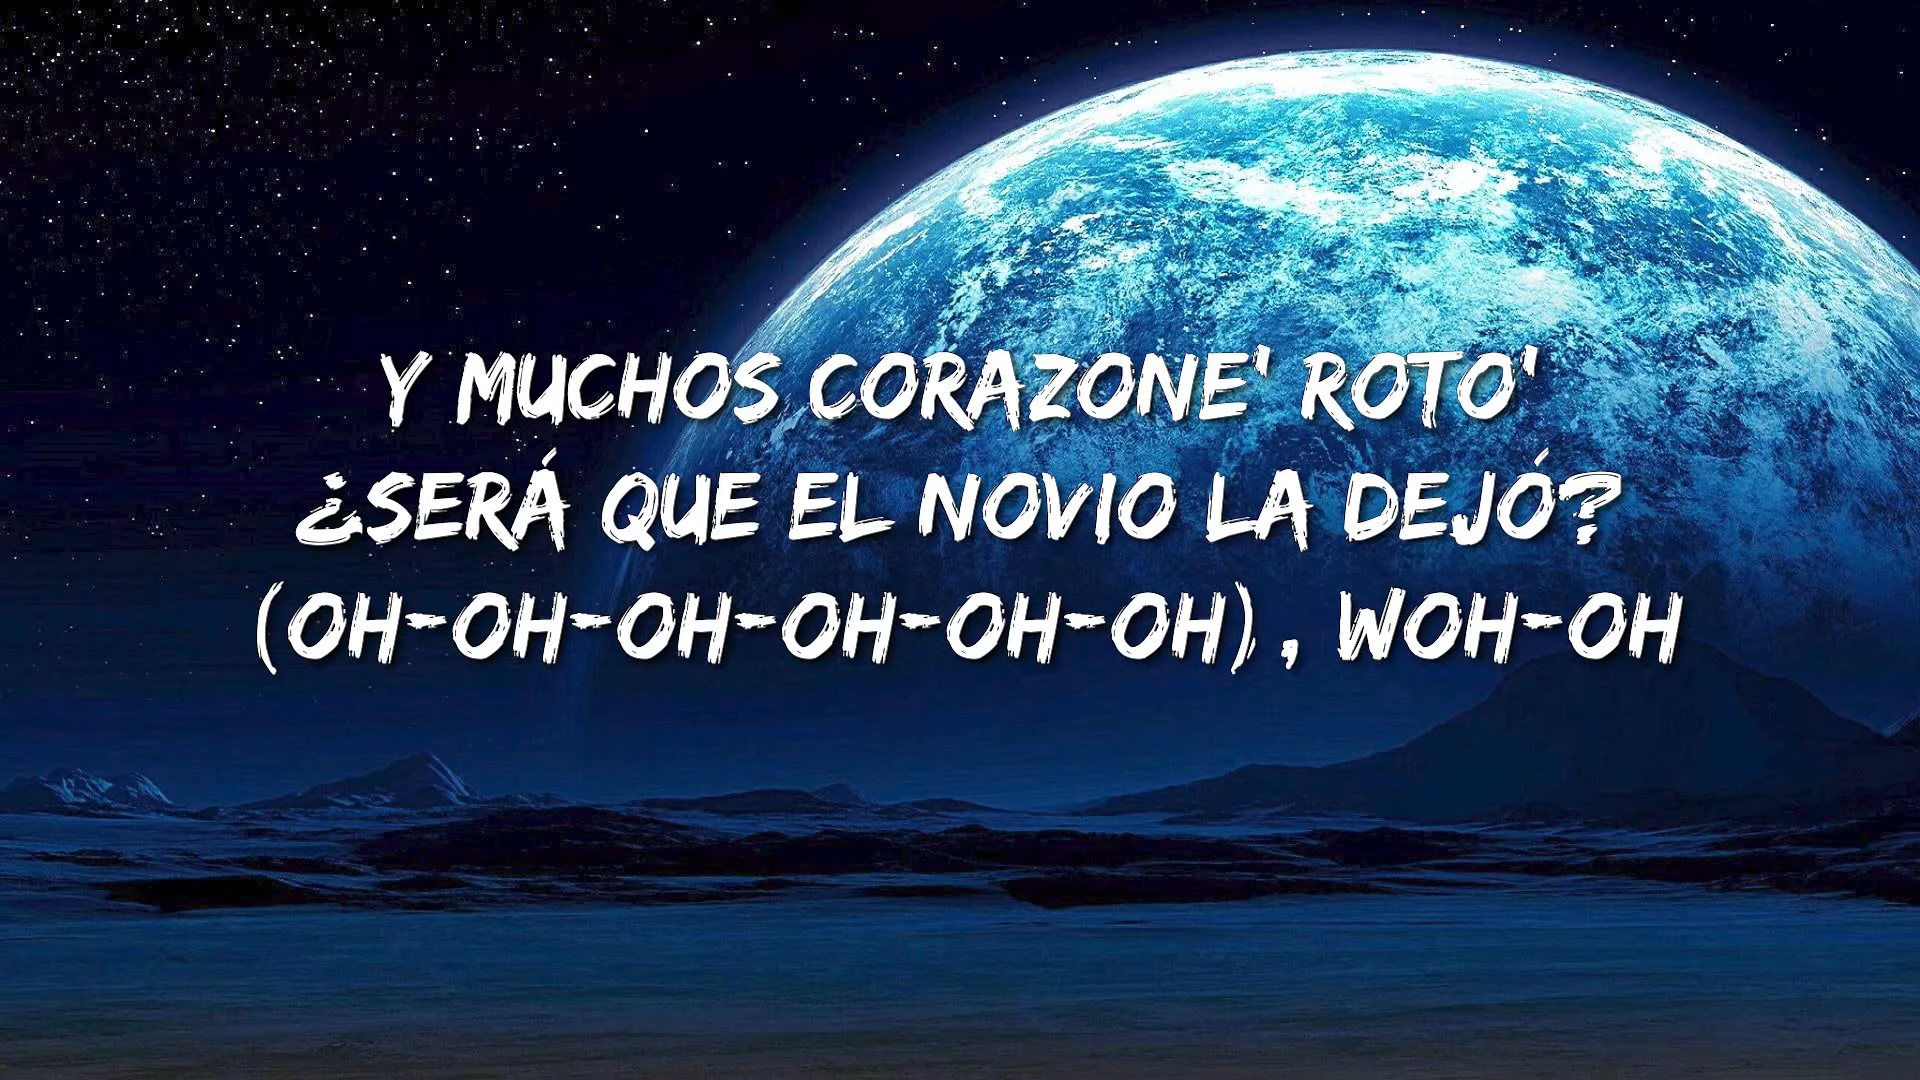 Y MUCHOS CORAZONE' ROTO'
¿SERÁ QUE EL NOVIO LA DEJÓ?
(OH-OH-OH-OH-OH-OH), WOH-OH